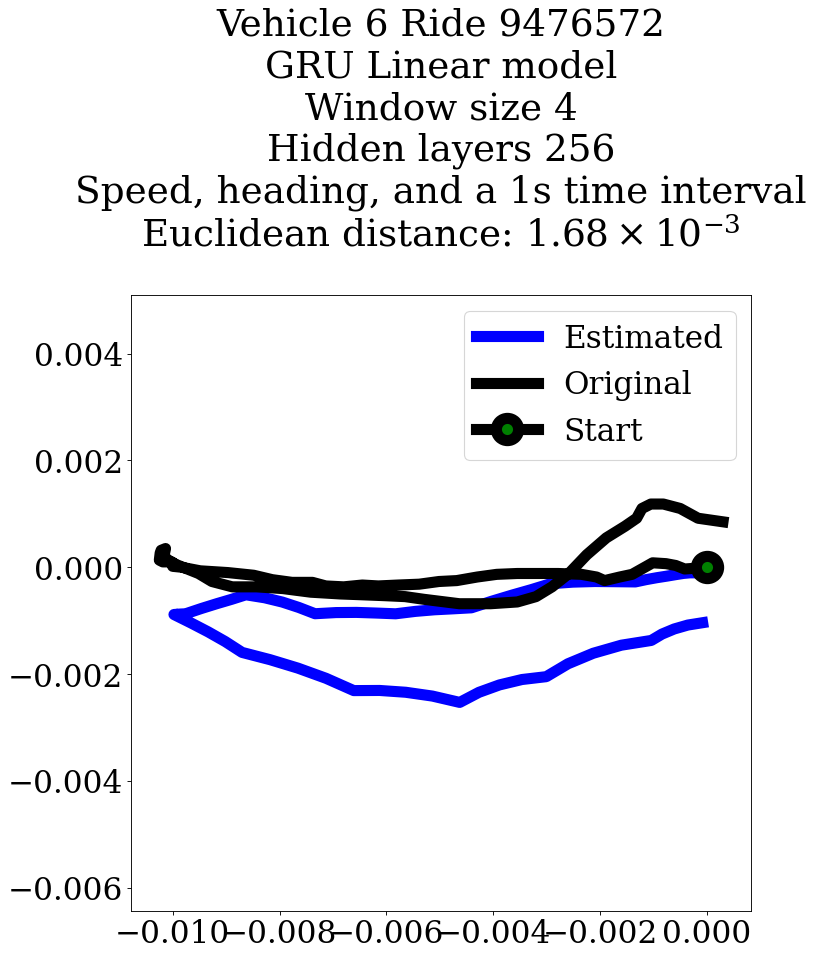 Vehicle 6 Ride 9476572
GRU Linear model
Window size 4
Hidden layers 256
Speed, heading, and a 1s time interval
Euclidean distance: 1.68 × 10⁻³
Estimated
Original
Start
0.004
0.002
0.000
−0.002
−0.004
−0.006
−0.010 −0.008 −0.006 −0.004 −0.002 0.000